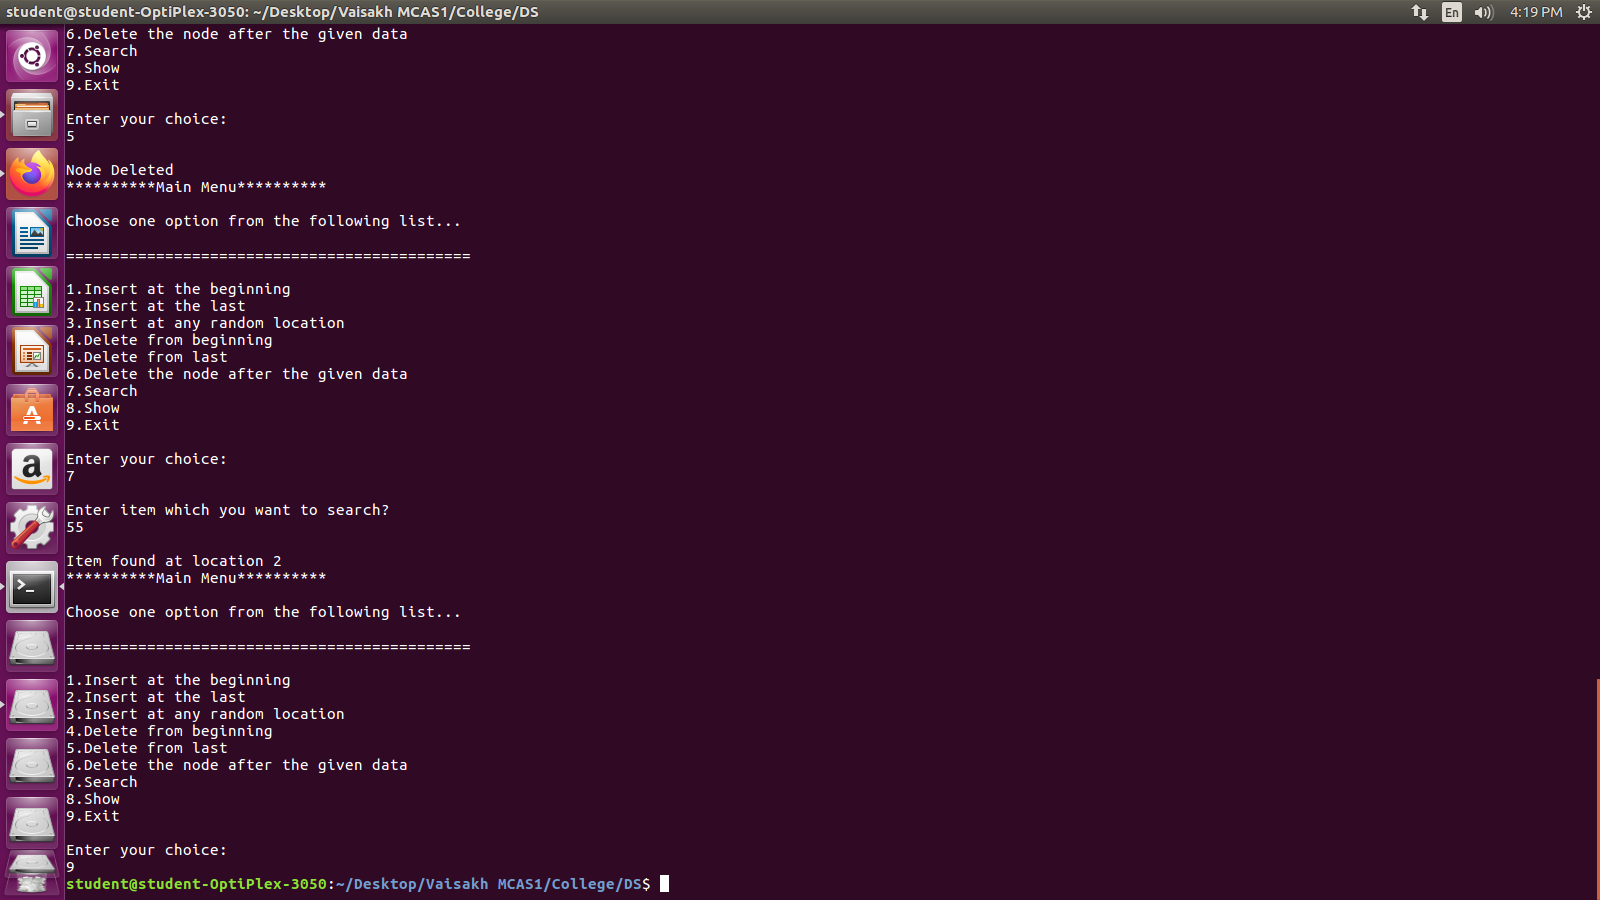 student@student-OptiPlex-3050: ~/Desktop/Vaisakh MCAS1/College/DS
En
4:19 PM
6.Delete the node after the given data
7.Search
8.Show
9.Exit
Enter your choice:
5
Node Deleted
**********Main Menu**********
Choose one option from the following list...
=============================================
1.Insert at the beginning
2.Insert at the last
3.Insert at any random location
4.Delete from beginning
5.Delete from last
6.Delete the node after the given data
7.Search
8.Show
9.Exit
Enter your choice:
7
Enter item which you want to search?
55
Item found at location 2
**********Main Menu**********
Choose one option from the following list...
=============================================
1.Insert at the beginning
2.Insert at the last
3.Insert at any random location
4.Delete from beginning
5.Delete from last
6.Delete the node after the given data
7.Search
8.Show
9.Exit
Enter your choice:
9
student@student-OptiPlex-3050:~/Desktop/Vaisakh MCAS1/College/DS$